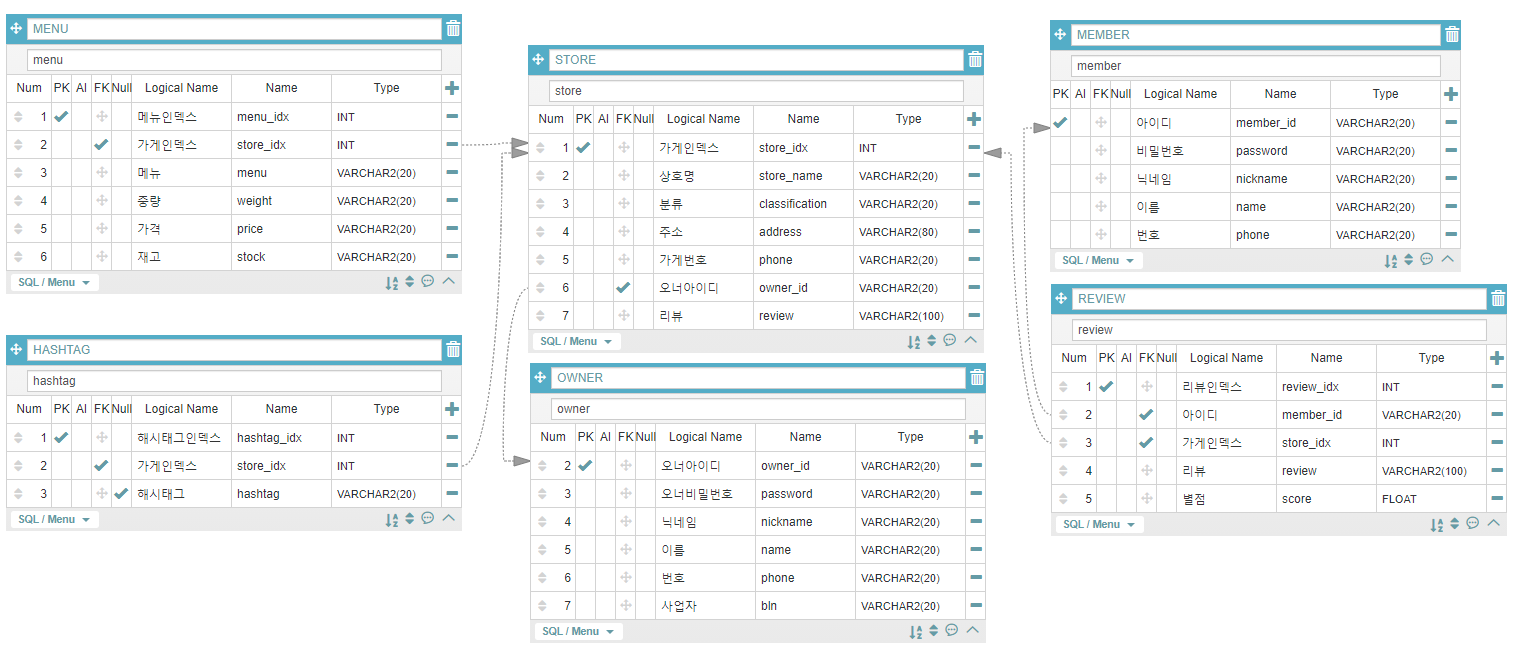 MENU
menu
Num PK AI FK Null Logical Name Name Type
1 메뉴인덱스 menu_idx INT
2 가게인덱스 store_idx INT
3 메뉴 menu VARCHAR2(20)
4 중량 weight VARCHAR2(20)
5 가격 price VARCHAR2(20)
6 재고 stock VARCHAR2(20)
SQL / Menu
HASHTAG
hashtag
Num PK AI FK Null Logical Name Name Type
1 해시태그인덱스 hashtag_idx INT
2 가게인덱스 store_idx INT
3 해시태그 hashtag VARCHAR2(20)
SQL / Menu
STORE
store
Num PK AI FK Null Logical Name Name Type
1 가게인덱스 store_idx INT
2 상호명 store_name VARCHAR2(20)
3 분류 classification VARCHAR2(20)
4 주소 address VARCHAR2(80)
5 가게번호 phone VARCHAR2(20)
6 오너아이디 owner_id VARCHAR2(20)
7 리뷰 review VARCHAR2(100)
SQL / Menu
OWNER
owner
Num PK AI FK Null Logical Name Name Type
2 오너아이디 owner_id VARCHAR2(20)
3 오너비밀번호 password VARCHAR2(20)
4 닉네임 nickname VARCHAR2(20)
5 이름 name VARCHAR2(20)
6 번호 phone VARCHAR2(20)
7 사업자 bln VARCHAR2(20)
SQL / Menu
MEMBER
member
PK AI FK Null Logical Name Name Type
아이디 member_id VARCHAR2(20)
비밀번호 password VARCHAR2(20)
닉네임 nickname VARCHAR2(20)
이름 name VARCHAR2(20)
번호 phone VARCHAR2(20)
SQL / Menu
REVIEW
review
Num PK AI FK Null Logical Name Name Type
1 리뷰인덱스 review_idx INT
2 아이디 member_id VARCHAR2(20)
3 가게인덱스 store_idx INT
4 리뷰 review VARCHAR2(100)
5 별점 score FLOAT
SQL / Menu